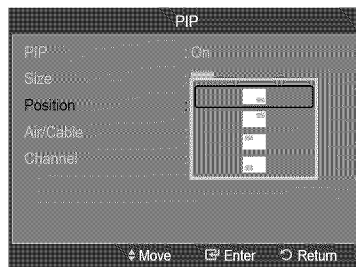 PIP
PIP : On
Size :
Position :
Air/Cable
Channel
Move Enter Return